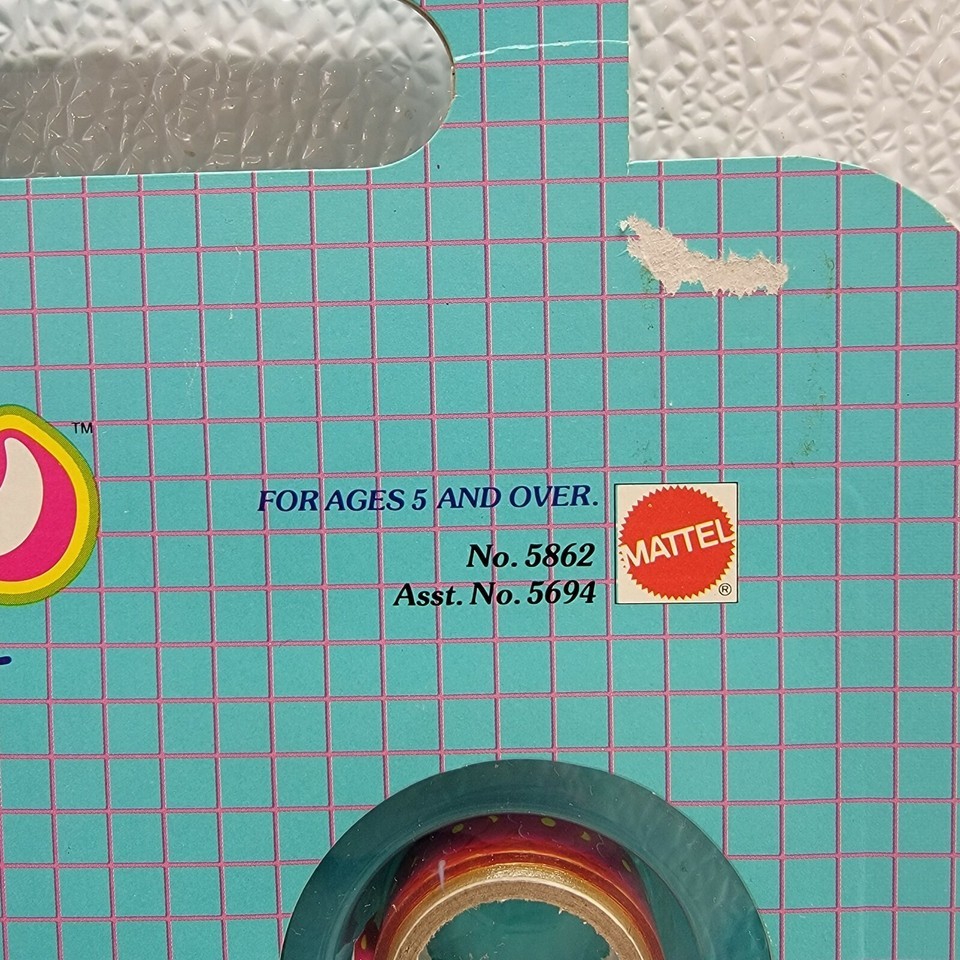 TM
FOR AGES 5 AND OVER.
No. 5862
Asst. No. 5694
MATTEL
®